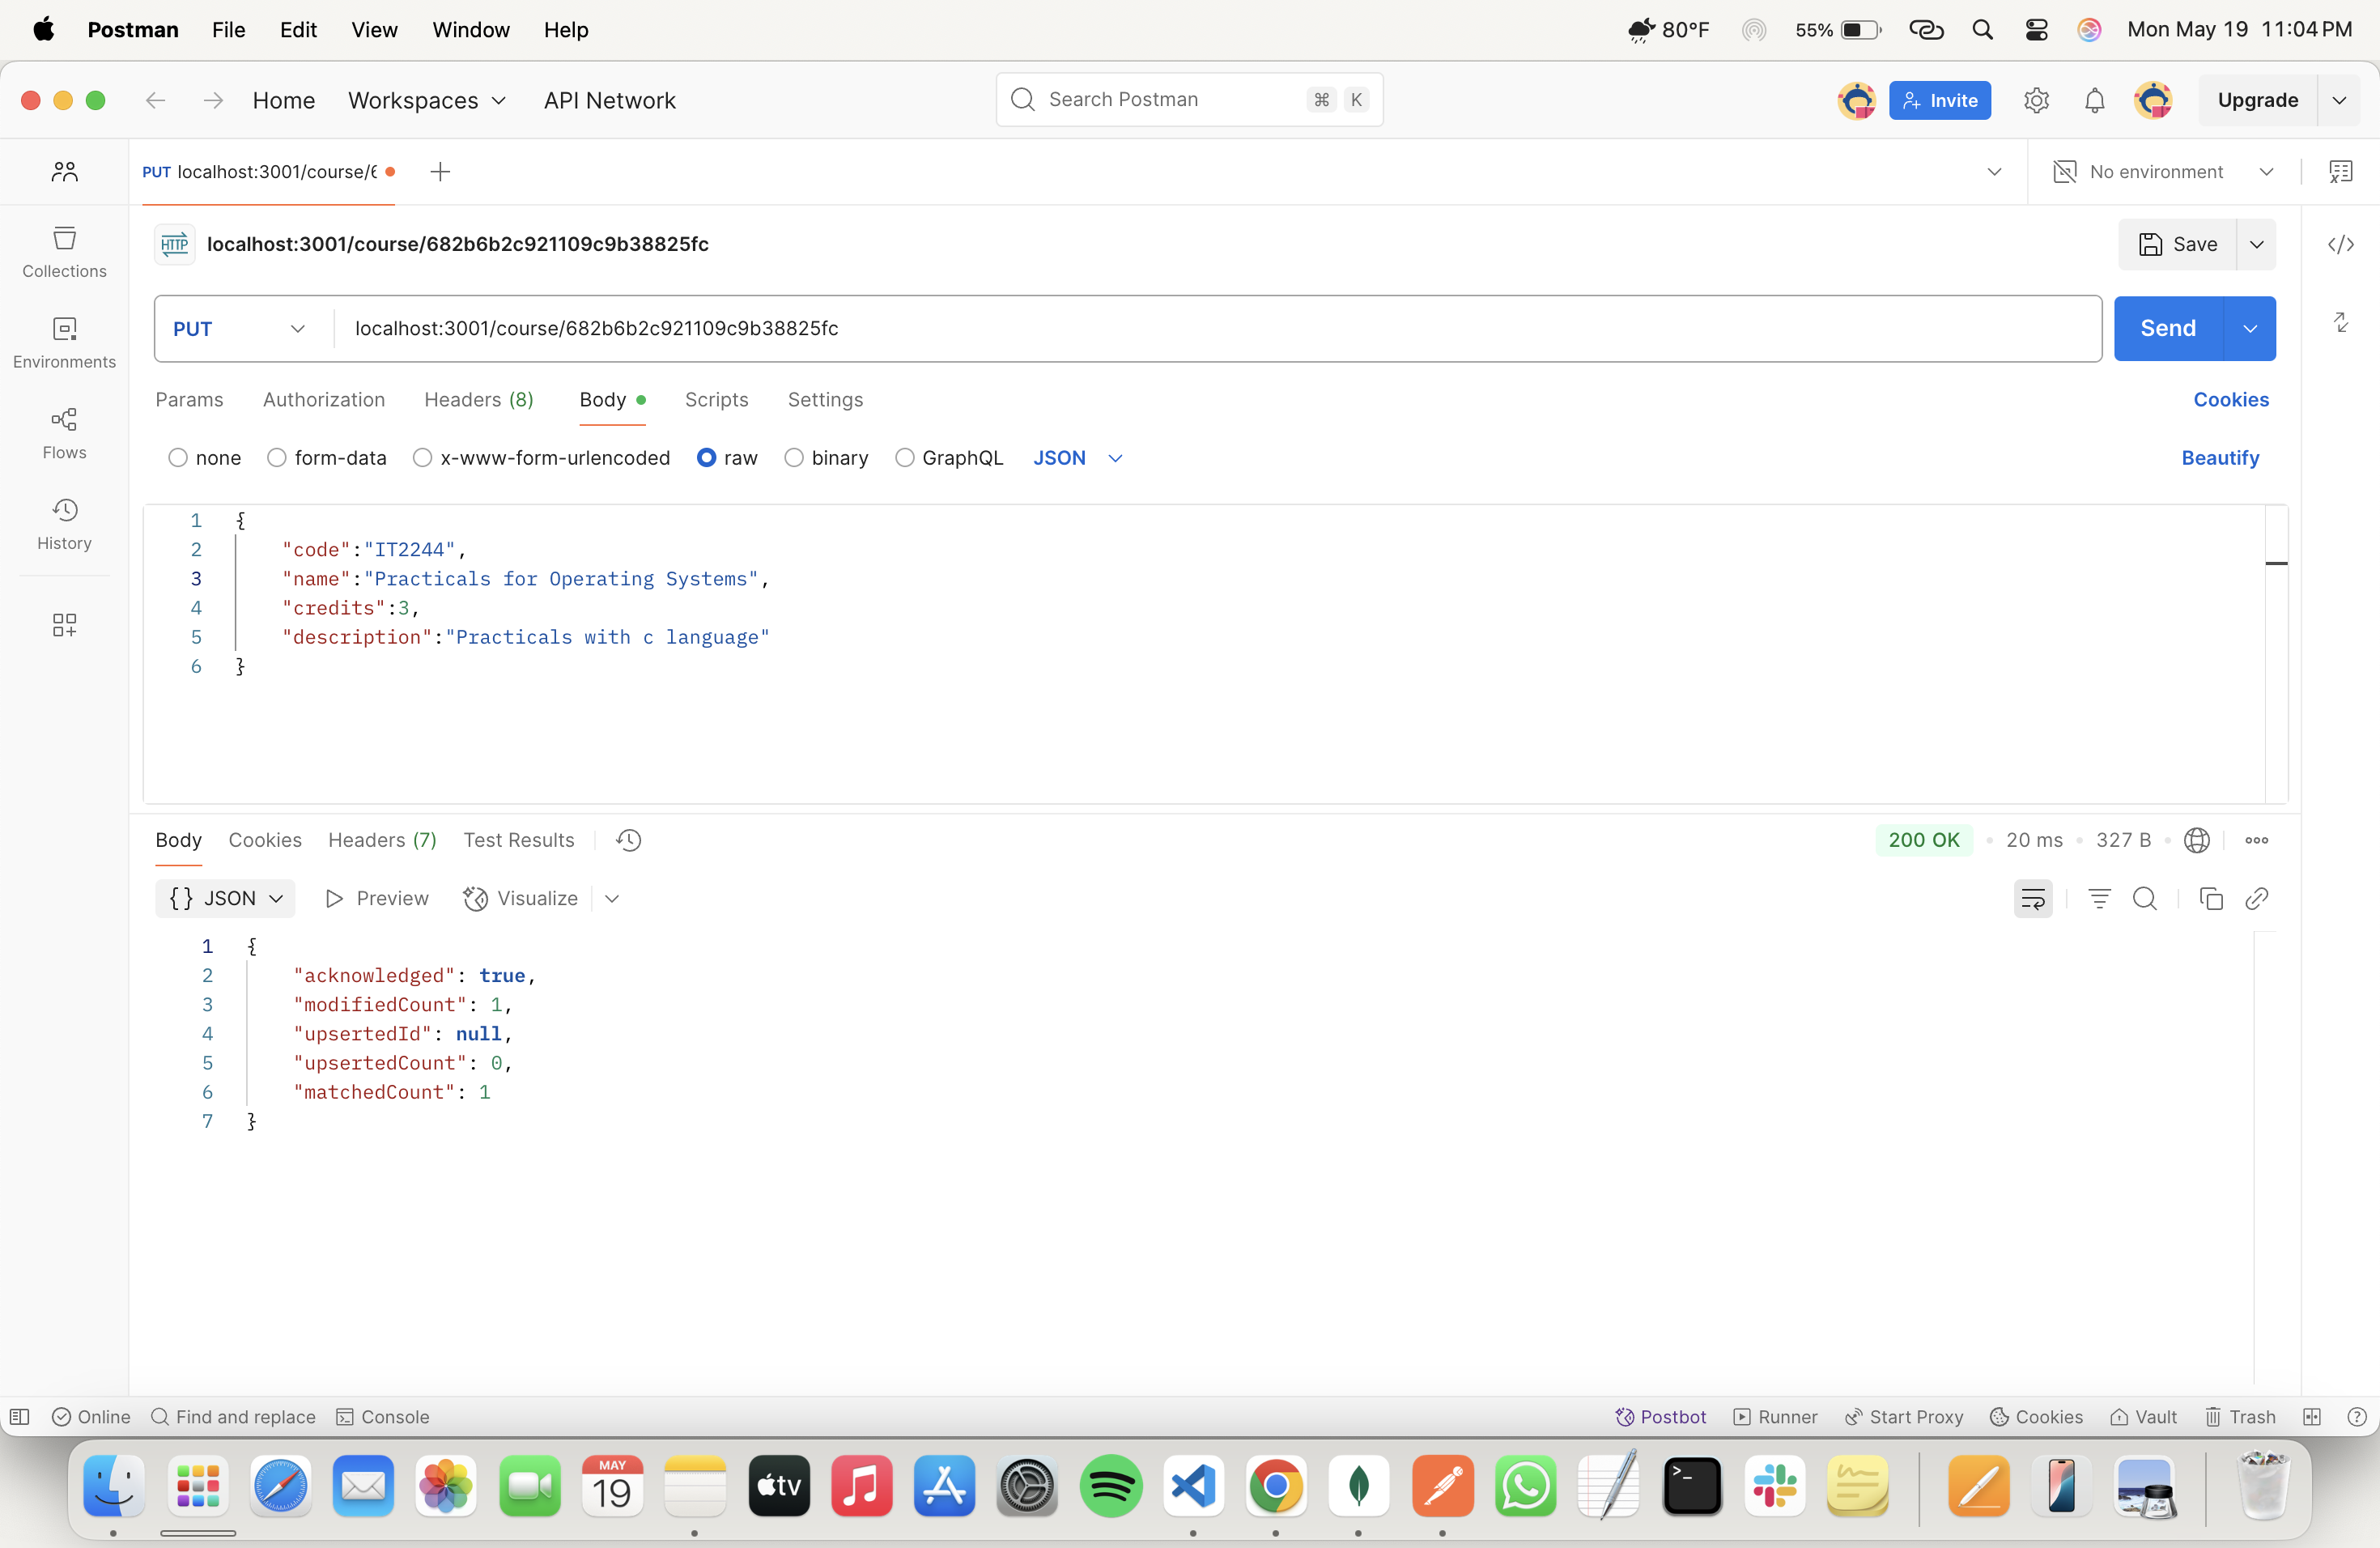 Postman File Edit View Window Help 80°F 55% Mon May 19 11:04 PM
Home Workspaces API Network Search Postman ⌘ K Invite Upgrade
PUT localhost:3001/course/6 No environment
HTTP localhost:3001/course/682b6b2c921109c9b38825fc Save
Collections
PUT localhost:3001/course/682b6b2c921109c9b38825fc Send
Environments
Params Authorization Headers (8) Body Scripts Settings Cookies
Flows
none form-data x-www-form-urlencoded raw binary GraphQL JSON Beautify
History
1 {
2 "code":"IT2244",
3 "name":"Practicals for Operating Systems",
4 "credits":3,
5 "description":"Practicals with c language"
6 }
Body Cookies Headers (7) Test Results 200 OK 20 ms 327 B
{} JSON Preview Visualize
1 {
2 "acknowledged": true,
3 "modifiedCount": 1,
4 "upsertedId": null,
5 "upsertedCount": 0,
6 "matchedCount": 1
7 }
Online Find and replace Console Postbot Runner Start Proxy Cookies Vault Trash
MAY
19
tv